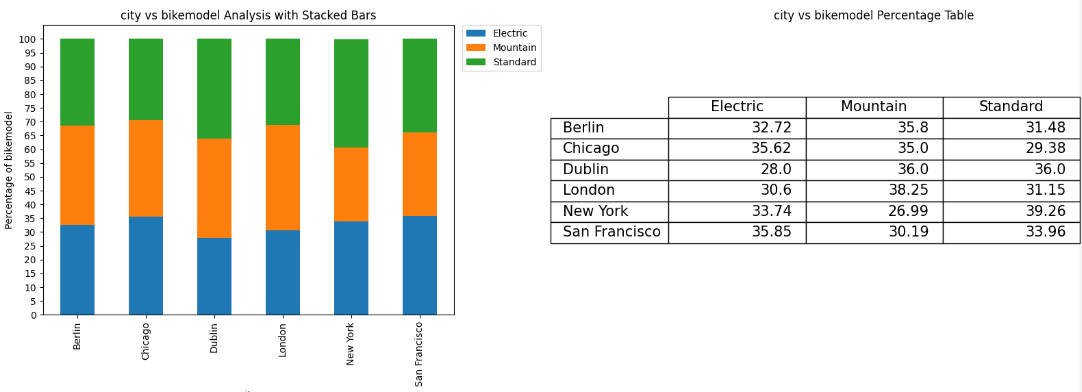 city vs bikemodel Analysis with Stacked Bars
Electric
Mountain
Standard
Percentage of bikemodel
100
95
90
85
80
75
70
65
60
55
50
45
40
35
30
25
20
15
10
5
0
Berlin
Chicago
Dublin
London
New York
San Francisco
city vs bikemodel Percentage Table
Electric Mountain Standard
Berlin 32.72 35.8 31.48
Chicago 35.62 35.0 29.38
Dublin 28.0 36.0 36.0
London 30.6 38.25 31.15
New York 33.74 26.99 39.26
San Francisco 35.85 30.19 33.96